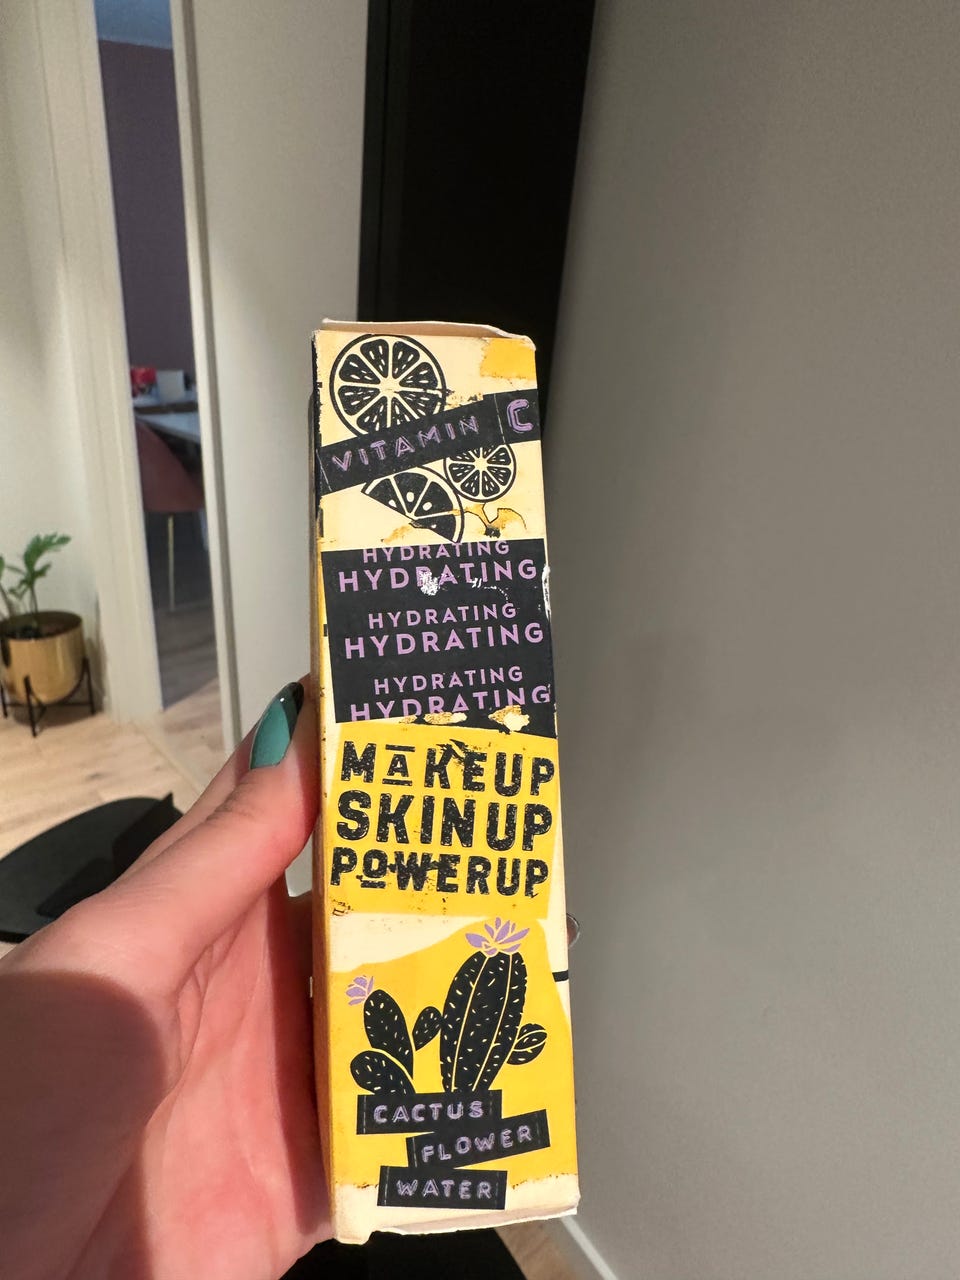 VITAMIN C
HYDRATING
HYDRATING
HYDRATING
HYDRATING
HYDRATING
HYDRATING
MAKEUP
SKINUP
POWERUP
CACTUS
FLOWER
WATER